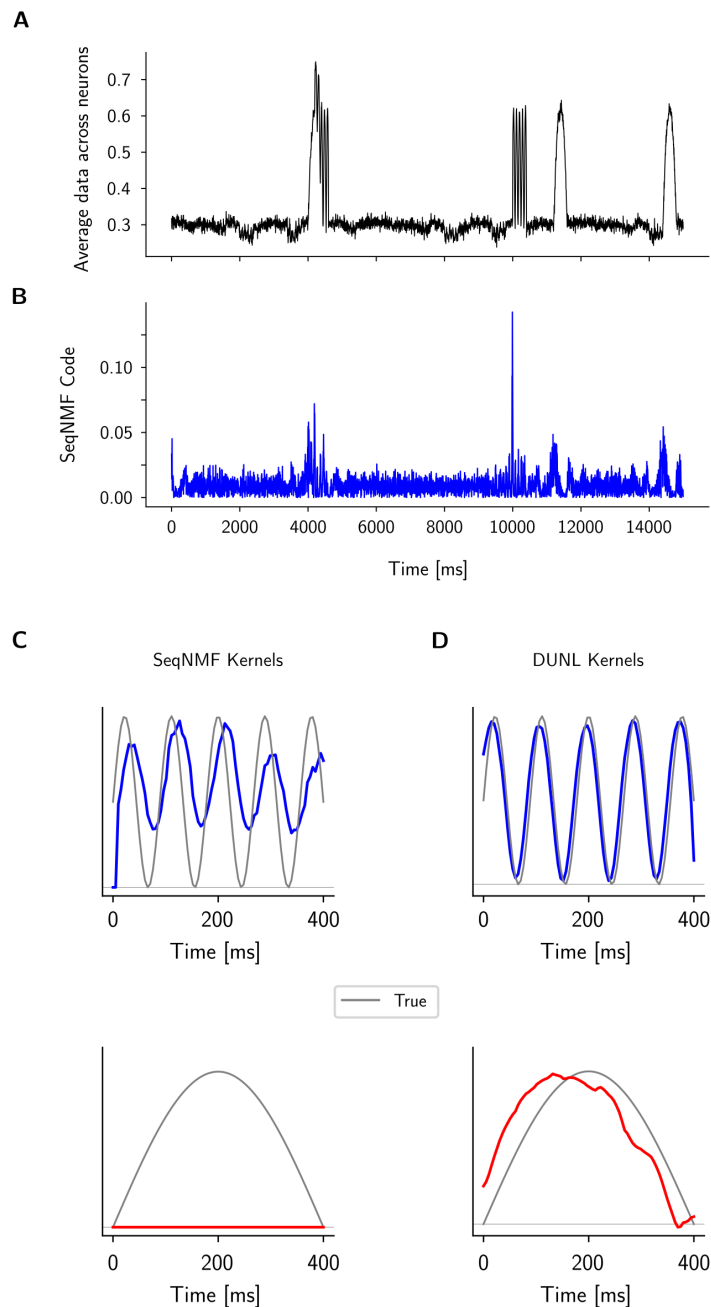 A
Average data across neurons
0.7
0.6
0.5
0.4
0.3
B
SeqNMF Code
0.10
0.05
0.00
0 2000 4000 6000 8000 10000 12000 14000
Time [ms]
C
SeqNMF Kernels
D
DUNL Kernels
0 200 400
Time [ms]
0 200 400
Time [ms]
True
0 200 400
Time [ms]
0 200 400
Time [ms]